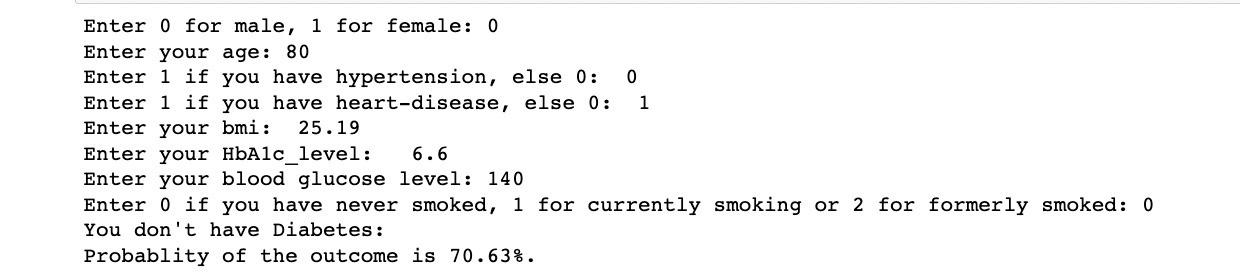 Enter 0 for male, 1 for female: 0
Enter your age: 80
Enter 1 if you have hypertension, else 0:  0
Enter 1 if you have heart-disease, else 0:  1
Enter your bmi:  25.19
Enter your HbA1c_level:   6.6
Enter your blood glucose level: 140
Enter 0 if you have never smoked, 1 for currently smoking or 2 for formerly smoked: 0
You don't have Diabetes:
Probablity of the outcome is 70.63%.